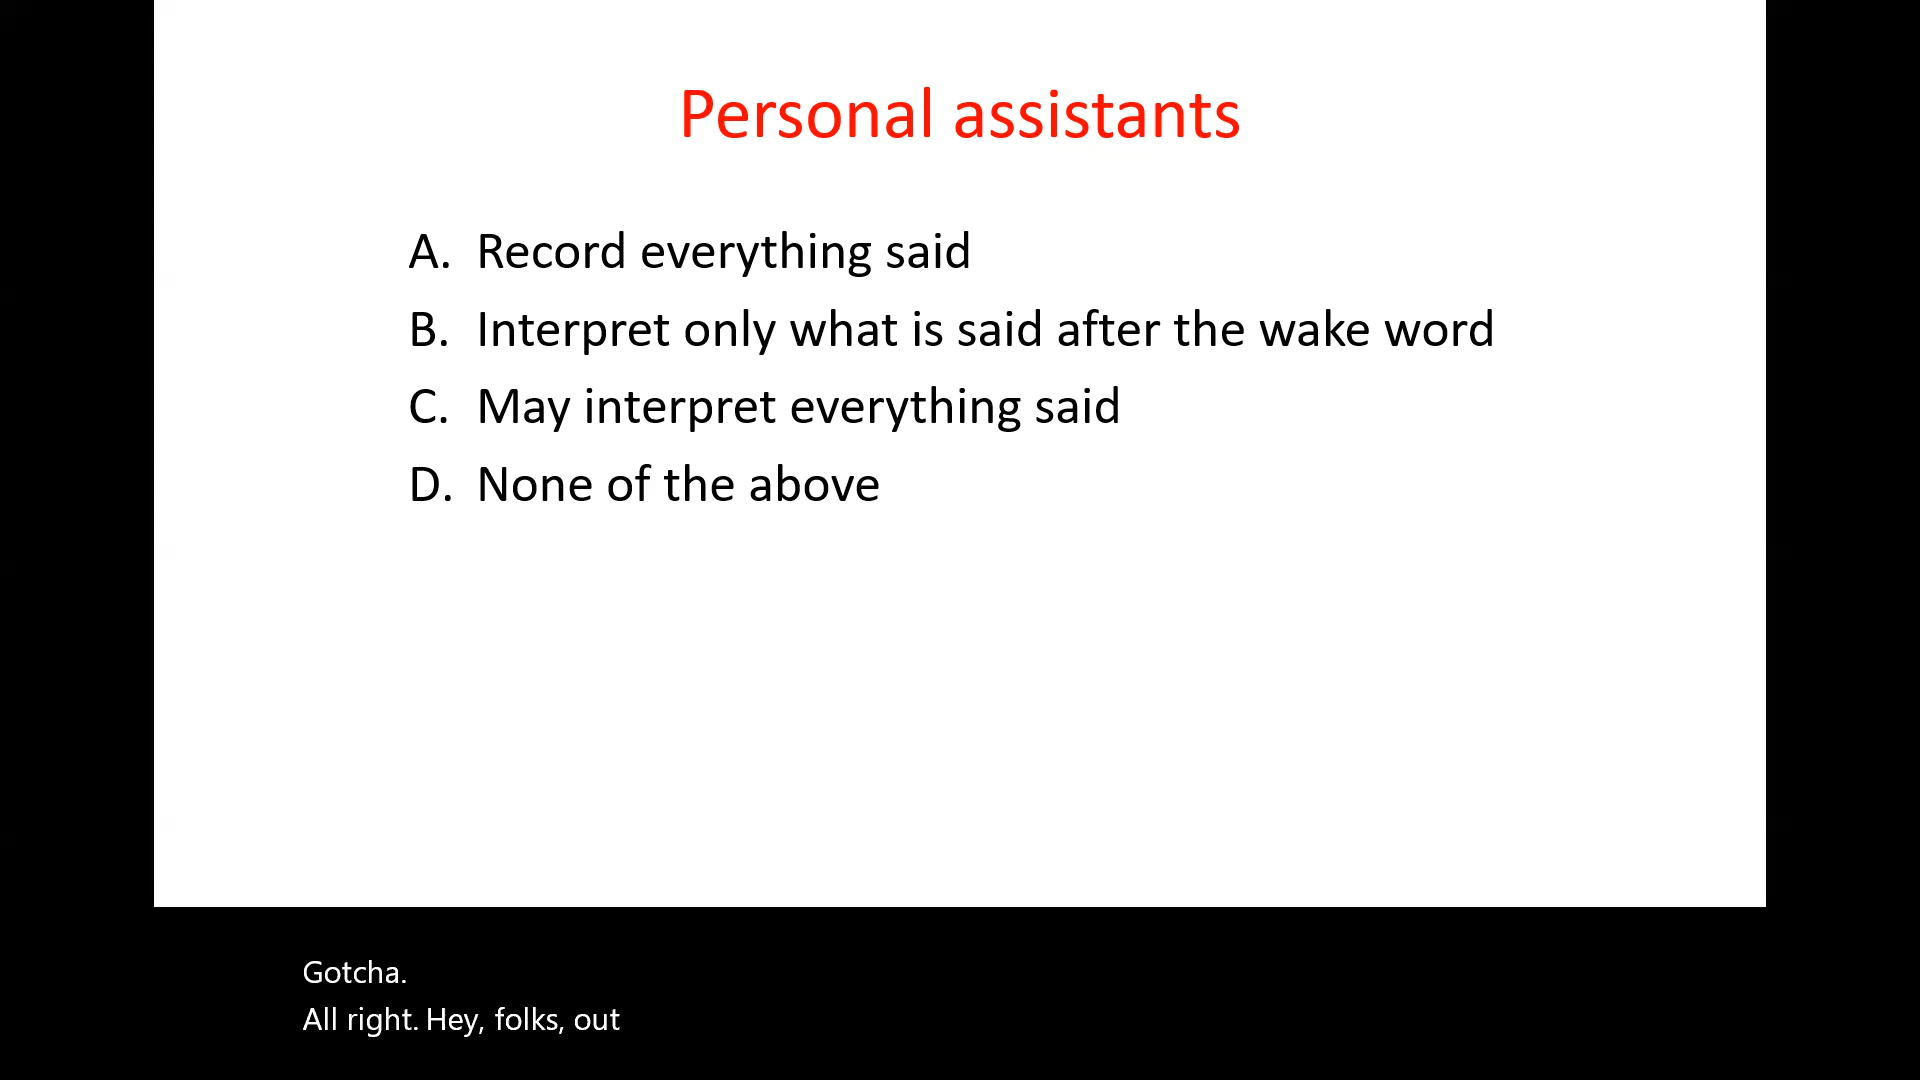 Personal assistants
A. Record everything said
B. Interpret only what is said after the wake word
C. May interpret everything said
D. None of the above
Gotcha.
All right. Hey, folks, out